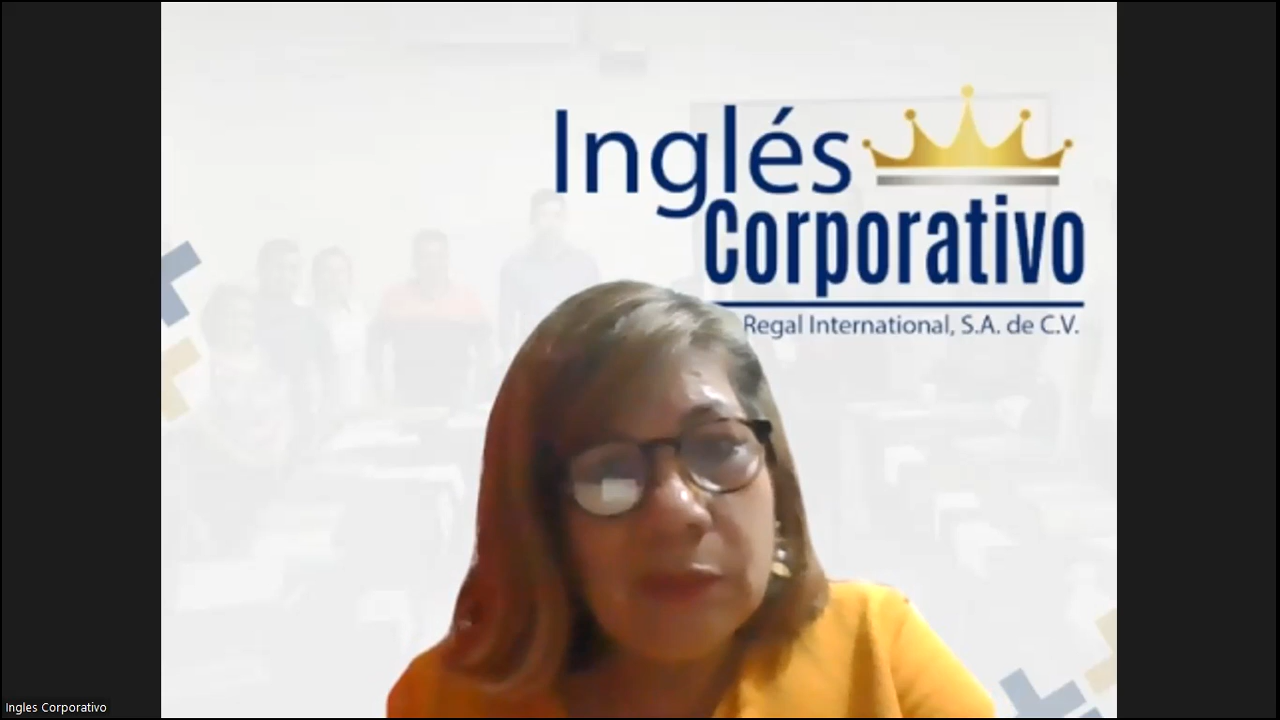 Inglés
Corporativo
Regal International, S.A. de C.V.
Ingles Corporativo